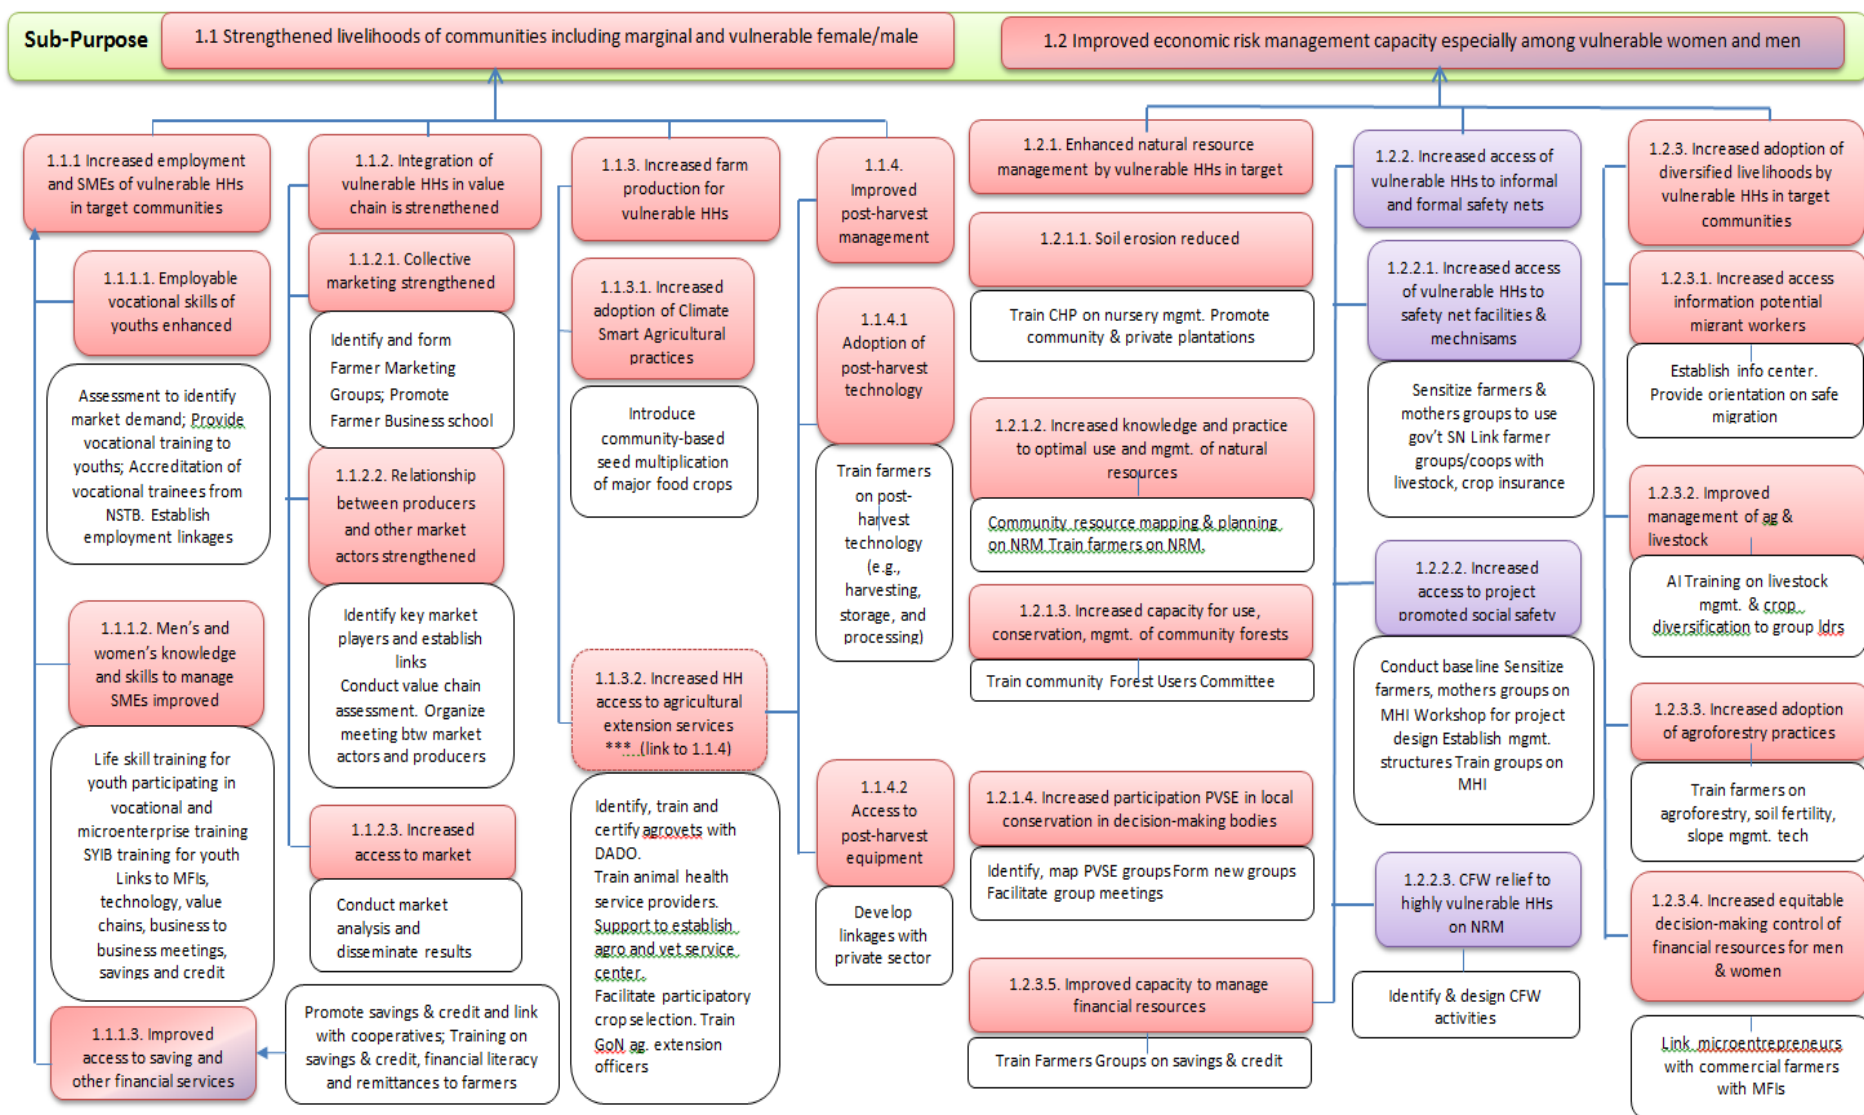 Sub-Purpose
1.1 Strengthened livelihoods of communities including marginal and vulnerable female/male
1.2 Improved economic risk management capacity especially among vulnerable women and men
1.1.1 Increased employment
and SMEs of vulnerable HHs
in target communities
1.1.1.1. Employable
vocational skills of
youths enhanced
Assessment to identify
market demand; Provide
vocational training to
youths; Accreditation of
vocational trainees from
NSTB. Establish
employment linkages
1.1.1.2. Men's and
women's knowledge
and skills to manage
SMEs improved
Life skill training for
youth participating in
vocational and
microenterprise training
SYIB training for youth
Links to MFIs,
technology, value
chains, business to
business meetings,
savings and credit
1.1.1.3. Improved
access to saving and
other financial services
Promote savings & credit and link
with cooperatives; Training on
savings & credit, financial literacy
and remittances to farmers
1.1.2. Integration of
vulnerable HHs in value
chain is strengthened
1.1.2.1. Collective
marketing strengthened
Identify and form
Farmer Marketing
Groups; Promote
Farmer Business school
1.1.2.2. Relationship
between producers
and other market
actors strengthened
Identify key market
players and establish
links
Conduct value chain
assessment. Organize
meeting btw market
actors and producers
1.1.2.3. Increased
access to market
Conduct market
analysis and
disseminate results
1.1.3. Increased farm
production for
vulnerable HHs
1.1.3.1. Increased
adoption of Climate
Smart Agricultural
practices
Introduce
community-based
seed multiplication
of major food crops
1.1.3.2. Increased HH
access to agricultural
extension services
*** (link to 1.1.4)
Identify, train and
certify agrovets with
DADO.
Train animal health
service providers.
Support to establish
agro and vet service
center.
Facilitate participatory
crop selection. Train
GoN ag. extension
officers
1.1.4.
Improved
post-harvest
management
1.1.4.1
Adoption of
post-harvest
technology
Train farmers
on post-
harvest
technology
(e.g.,
harvesting,
storage, and
processing)
1.1.4.2
Access to
post-harvest
equipment
Develop
linkages with
private sector
1.2.1. Enhanced natural resource
management by vulnerable HHs in target
1.2.1.1. Soil erosion reduced
Train CHP on nursery mgmt. Promote
community & private plantations
1.2.1.2. Increased knowledge and practice
to optimal use and mgmt. of natural
resources
Community resource mapping & planning
on NRM Train farmers on NRM.
1.2.1.3. Increased capacity for use,
conservation, mgmt. of community forests
Train community Forest Users Committee
1.2.1.4. Increased participation PVSE in local
conservation in decision-making bodies
Identify, map PVSE groups Form new groups
Facilitate group meetings
1.2.3.5. Improved capacity to manage
financial resources
Train Farmers Groups on savings & credit
1.2.2. Increased access of
vulnerable HHs to informal
and formal safety nets
1.2.2.1. Increased access
of vulnerable HHs to
safety net facilities &
mechnisams
Sensitize farmers &
mothers groups to use
gov't SN Link farmer
groups/coops with
livestock, crop insurance
1.2.2.2. Increased
access to project
promoted social safety
Conduct baseline Sensitize
farmers, mothers groups on
MHI Workshop for project
design Establish mgmt.
structures Train groups on
MHI
1.2.2.3. CFW relief to
highly vulnerable HHs
on NRM
Identify & design CFW
activities
1.2.3. Increased adoption of
diversified livelihoods by
vulnerable HHs in target
communities
1.2.3.1. Increased access
information potential
migrant workers
Establish info center.
Provide orientation on safe
migration
1.2.3.2. Improved
management of ag &
livestock
AI Training on livestock
mgmt. & crop
diversification to group ldrs
1.2.3.3. Increased adoption
of agroforestry practices
Train farmers on
agroforestry, soil fertility,
slope mgmt. tech
1.2.3.4. Increased equitable
decision-making control of
financial resources for men
& women
Link microentrepreneurs
with commercial farmers
with MFIs